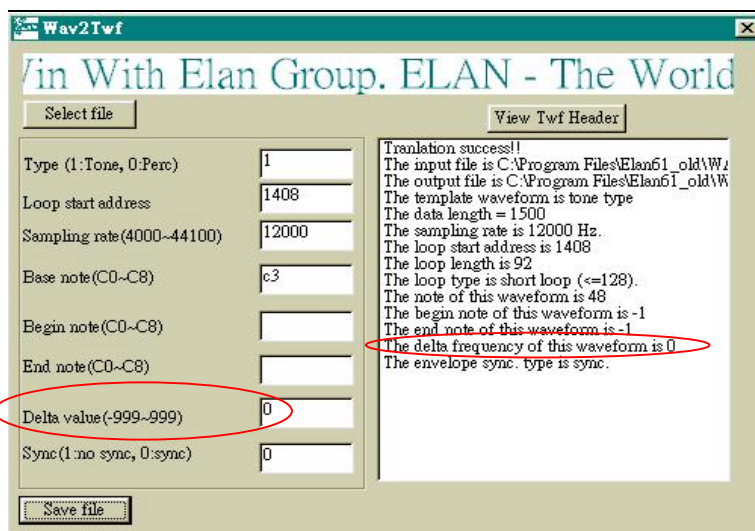 Wav2Twf
Win With Elan Group. ELAN - The World
Select file
Type (1:Tone, 0:Perc) 1
Loop start address 1408
Sampling rate(4000~44100) 12000
Base note(C0~C8) c3
Begin note(C0~C8)
End note(C0~C8)
Delta value(-999~999) 0
Sync(1:no sync, 0:sync) 0
Save file
View Twf Header
Tranlation success!!
The input file is C:\Program Files\Elan61_old\WA
The output file is C:\Program Files\Elan61_old\W
The template waveform is tone type
The data length = 1500
The sampling rate is 12000 Hz.
The loop start address is 1408
The loop length is 92
The loop type is short loop (<=128).
The note of this waveform is 48
The begin note of this waveform is -1
The end note of this waveform is -1
The delta frequency of this waveform is 0
The envelope sync. type is sync.